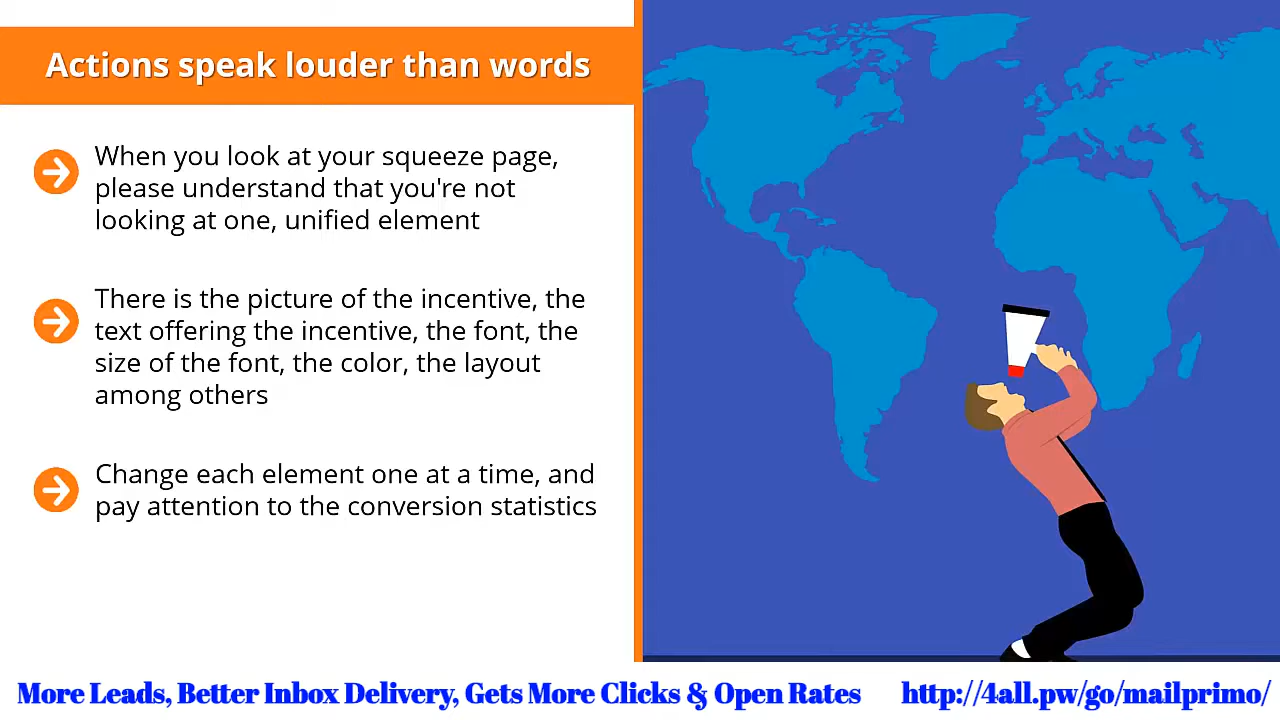 Actions speak louder than words
When you look at your squeeze page,
please understand that you're not
looking at one, unified element
There is the picture of the incentive, the
text offering the incentive, the font, the
size of the font, the color, the layout
among others
Change each element one at a time, and
pay attention to the conversion statistics
More Leads, Better Inbox Delivery, Gets More Clicks & Open Rates http://4all.pw/go/mailprimo/